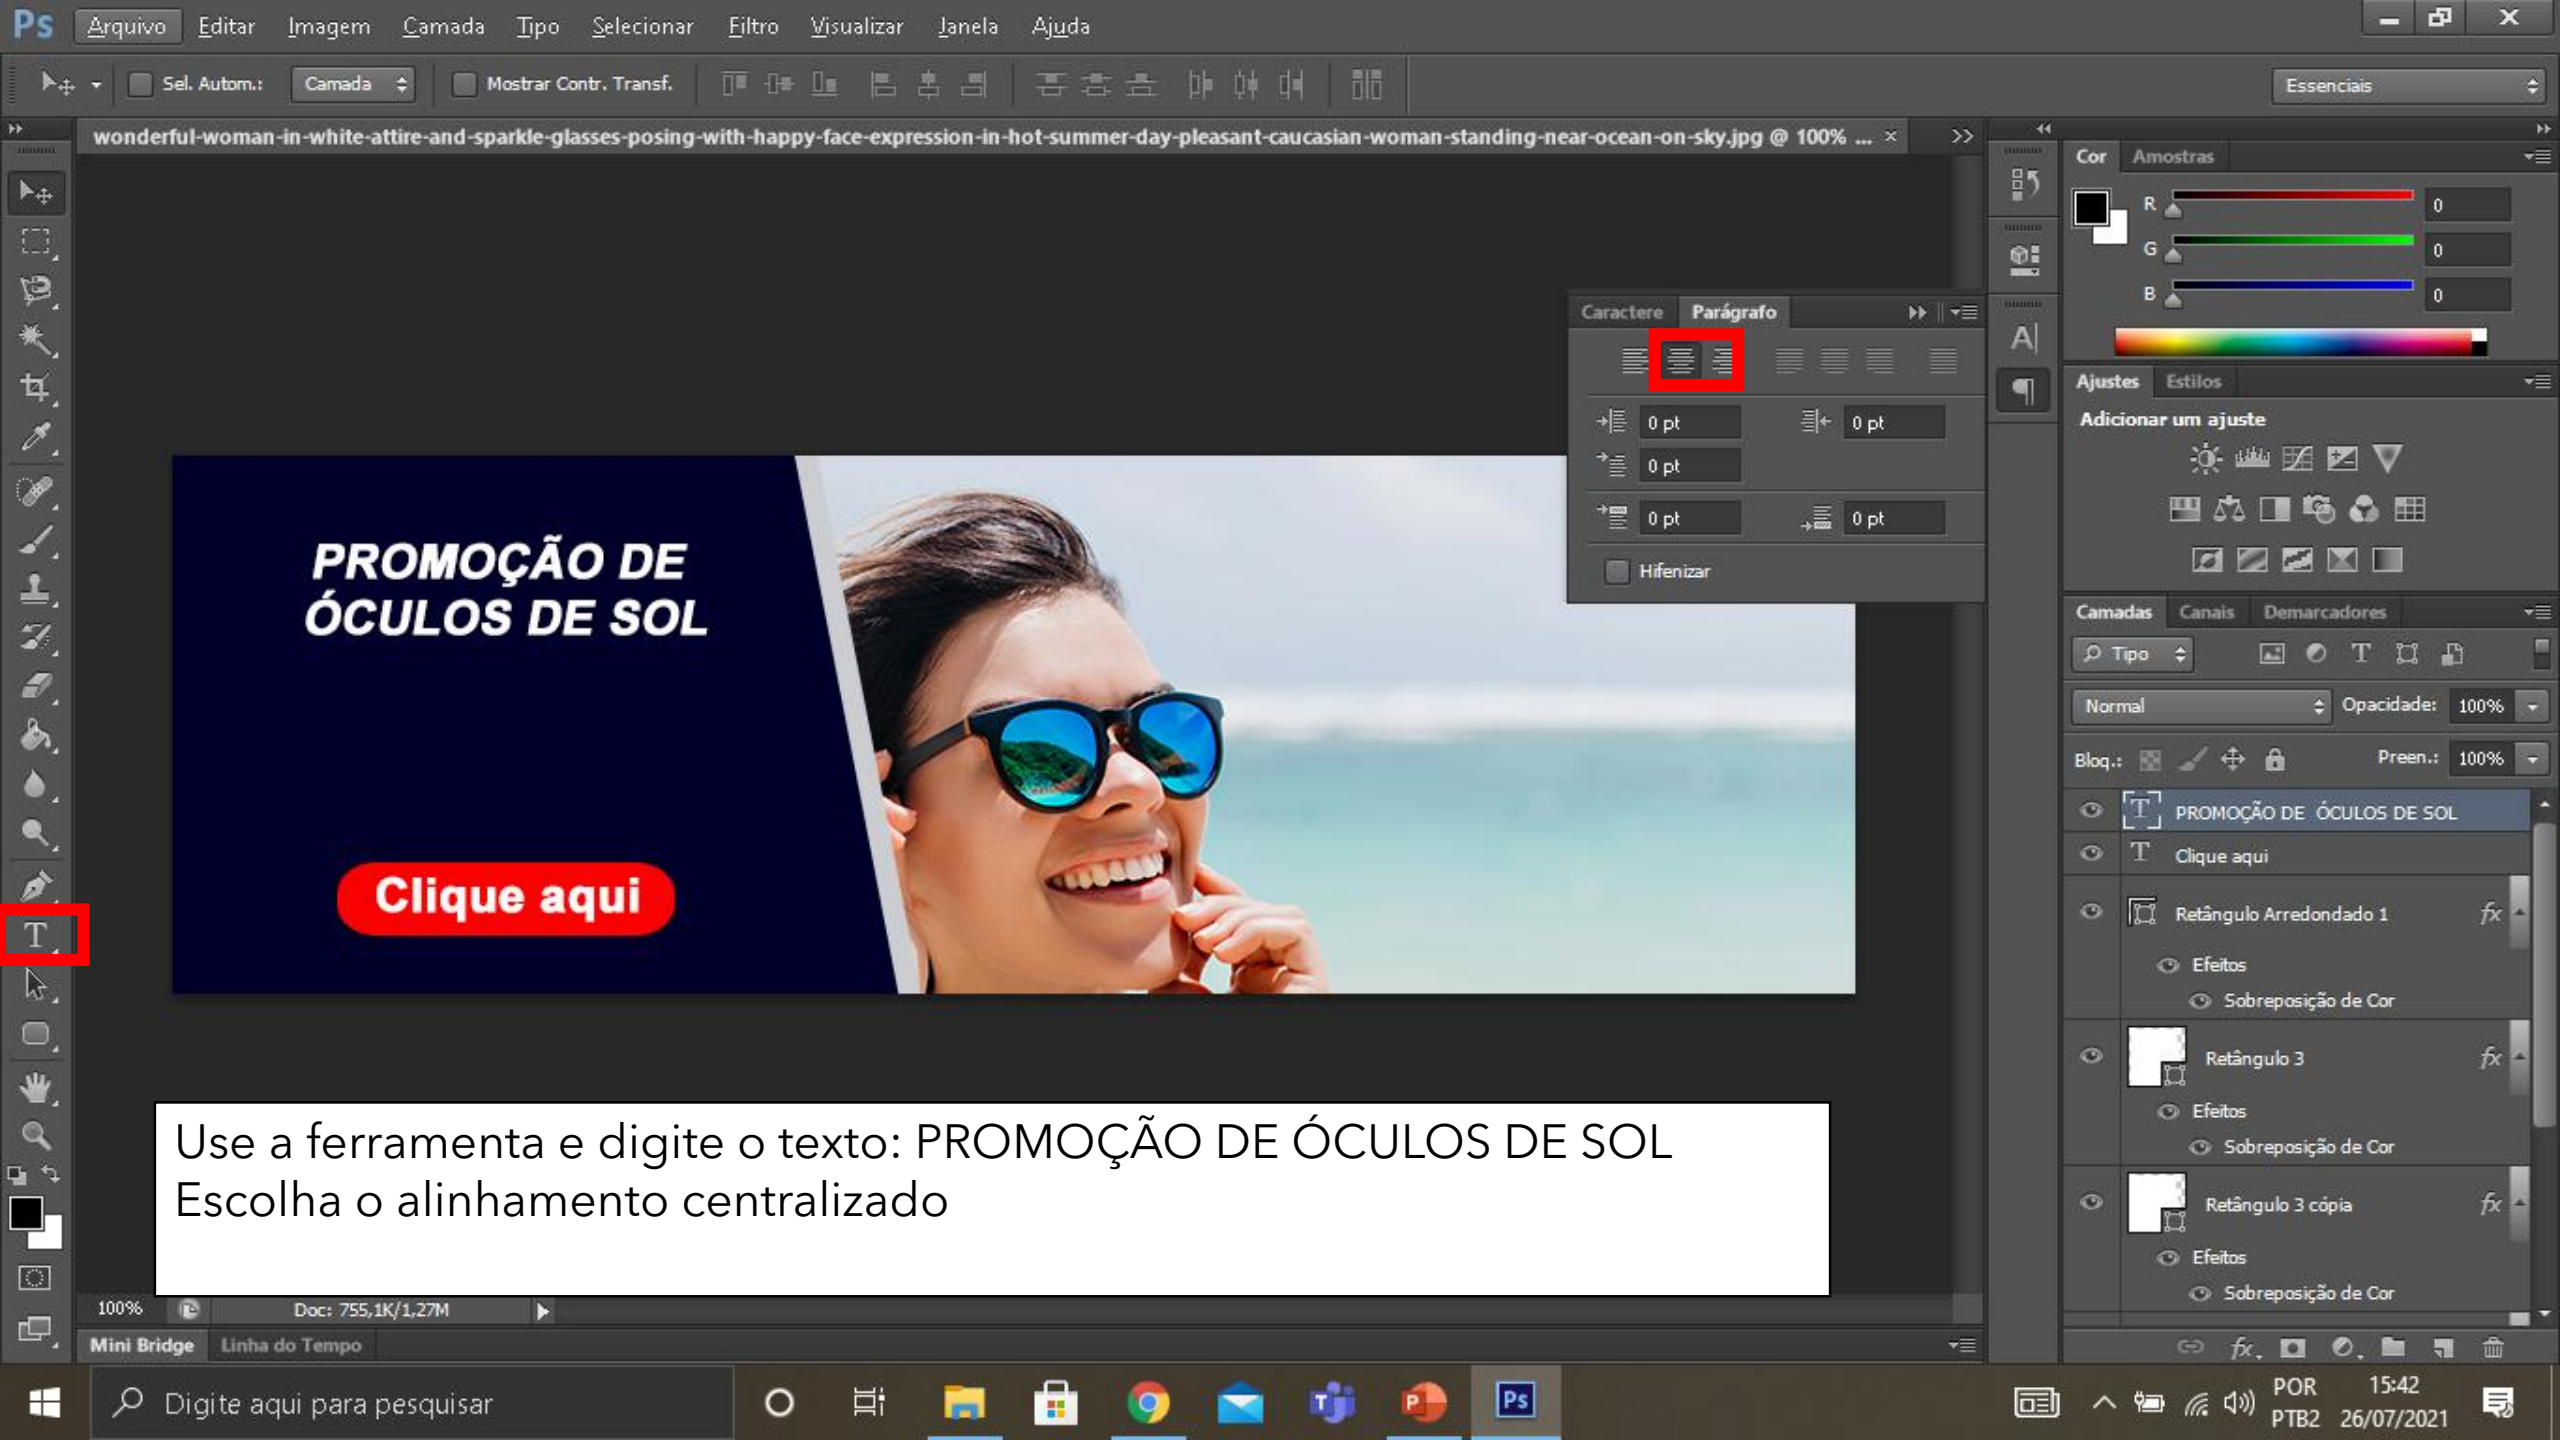 Ps Arquivo Editar Imagem Camada Tipo Selecionar Filtro Visualizar Janela Ajuda
Sel. Autom.: Camada Mostrar Contr. Transf. Essenciais
wonderful-woman-in-white-attire-and-sparkle-glasses-posing-with-happy-face-expression-in-hot-summer-day-pleasant-caucasian-woman-standing-near-ocean-on-sky.jpg @ 100% ... ×
Cor Amostras
R 0
G 0
B 0
Caractere Parágrafo
0 pt 0 pt
0 pt
0 pt 0 pt
Hifenizar
Ajustes Estilos
Adicionar um ajuste
PROMOÇÃO DE
ÓCULOS DE SOL
Clique aqui
Camadas Canais Demarcadores
Tipo
Normal Opacidade: 100%
Bloq.: Preen.: 100%
PROMOÇÃO DE ÓCULOS DE SOL
Clique aqui
Retângulo Arredondado 1 fx
Efeitos
Sobreposição de Cor
Retângulo 3 fx
Efeitos
Sobreposição de Cor
Retângulo 3 cópia fx
Efeitos
Sobreposição de Cor
Use a ferramenta e digite o texto: PROMOÇÃO DE ÓCULOS DE SOL
Escolha o alinhamento centralizado
100% Doc: 755,1K/1,27M
Mini Bridge Linha do Tempo
Digite aqui para pesquisar
POR
PTB2
15:42
26/07/2021